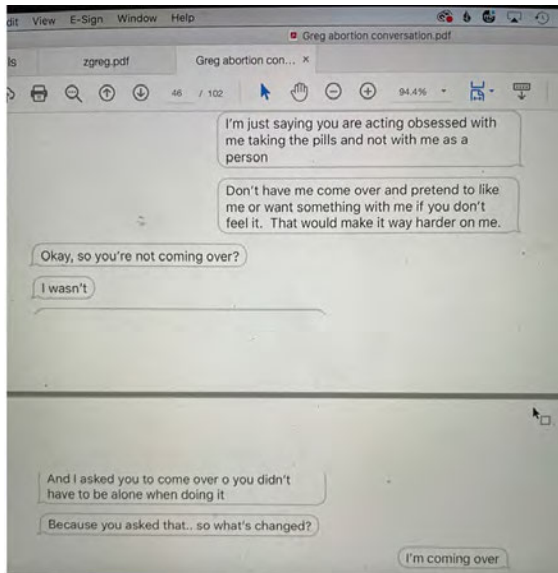 dit View E-Sign Window Help
Greg abortion conversation.pdf
ls zgreg.pdf Greg abortion con... ×
46 / 102 94.4%
I'm just saying you are acting obsessed with
me taking the pills and not with me as a
person
Don't have me come over and pretend to like
me or want something with me if you don't
feel it. That would make it way harder on me.
Okay, so you're not coming over?
I wasn't
And I asked you to come over o you didn't
have to be alone when doing it
Because you asked that.. so what's changed?
I'm coming over